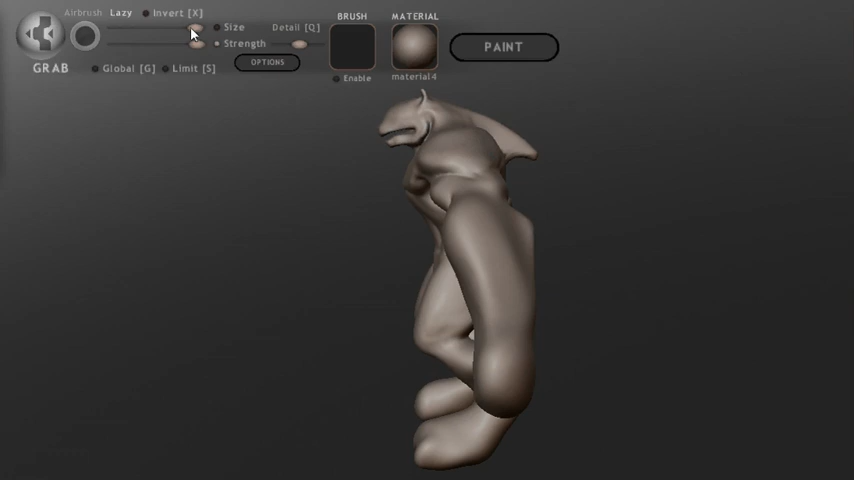 Airbrush Lazy Invert [X]
Size Detail [Q]
Strength
GRAB Global [G] Limit [S] OPTIONS
BRUSH
Enable
MATERIAL
material4
PAINT